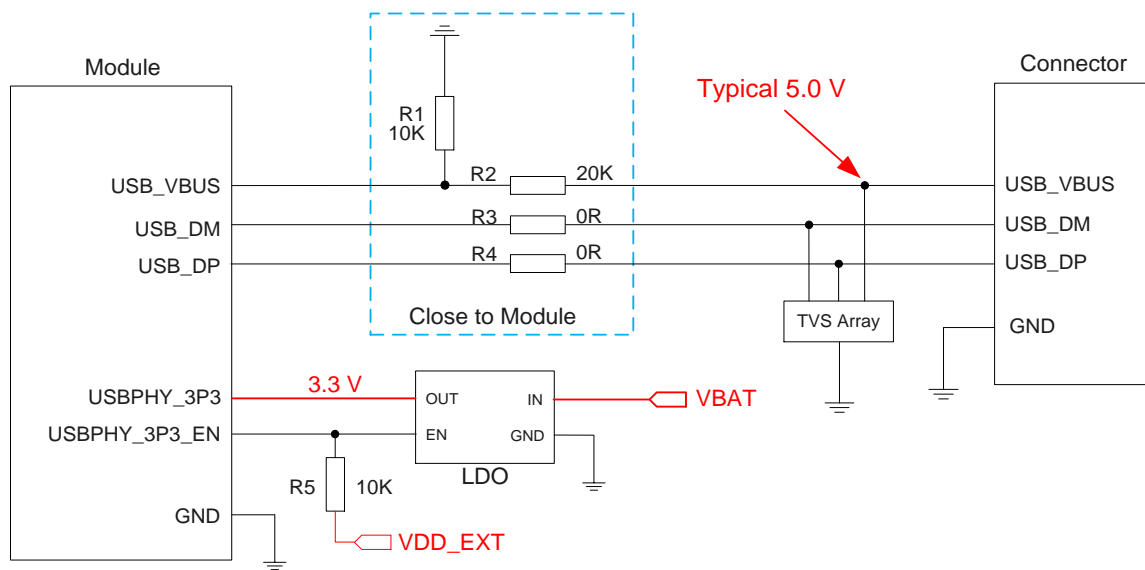 Module
Connector
Typical 5.0 V
R1
10K
USB_VBUS
R2
20K
USB_VBUS
USB_DM
R3
0R
USB_DM
USB_DP
R4
0R
USB_DP
Close to Module
TVS Array
GND
USBPHY_3P3
3.3 V
OUT
IN
VBAT
USBPHY_3P3_EN
EN
GND
LDO
R5
10K
GND
VDD_EXT